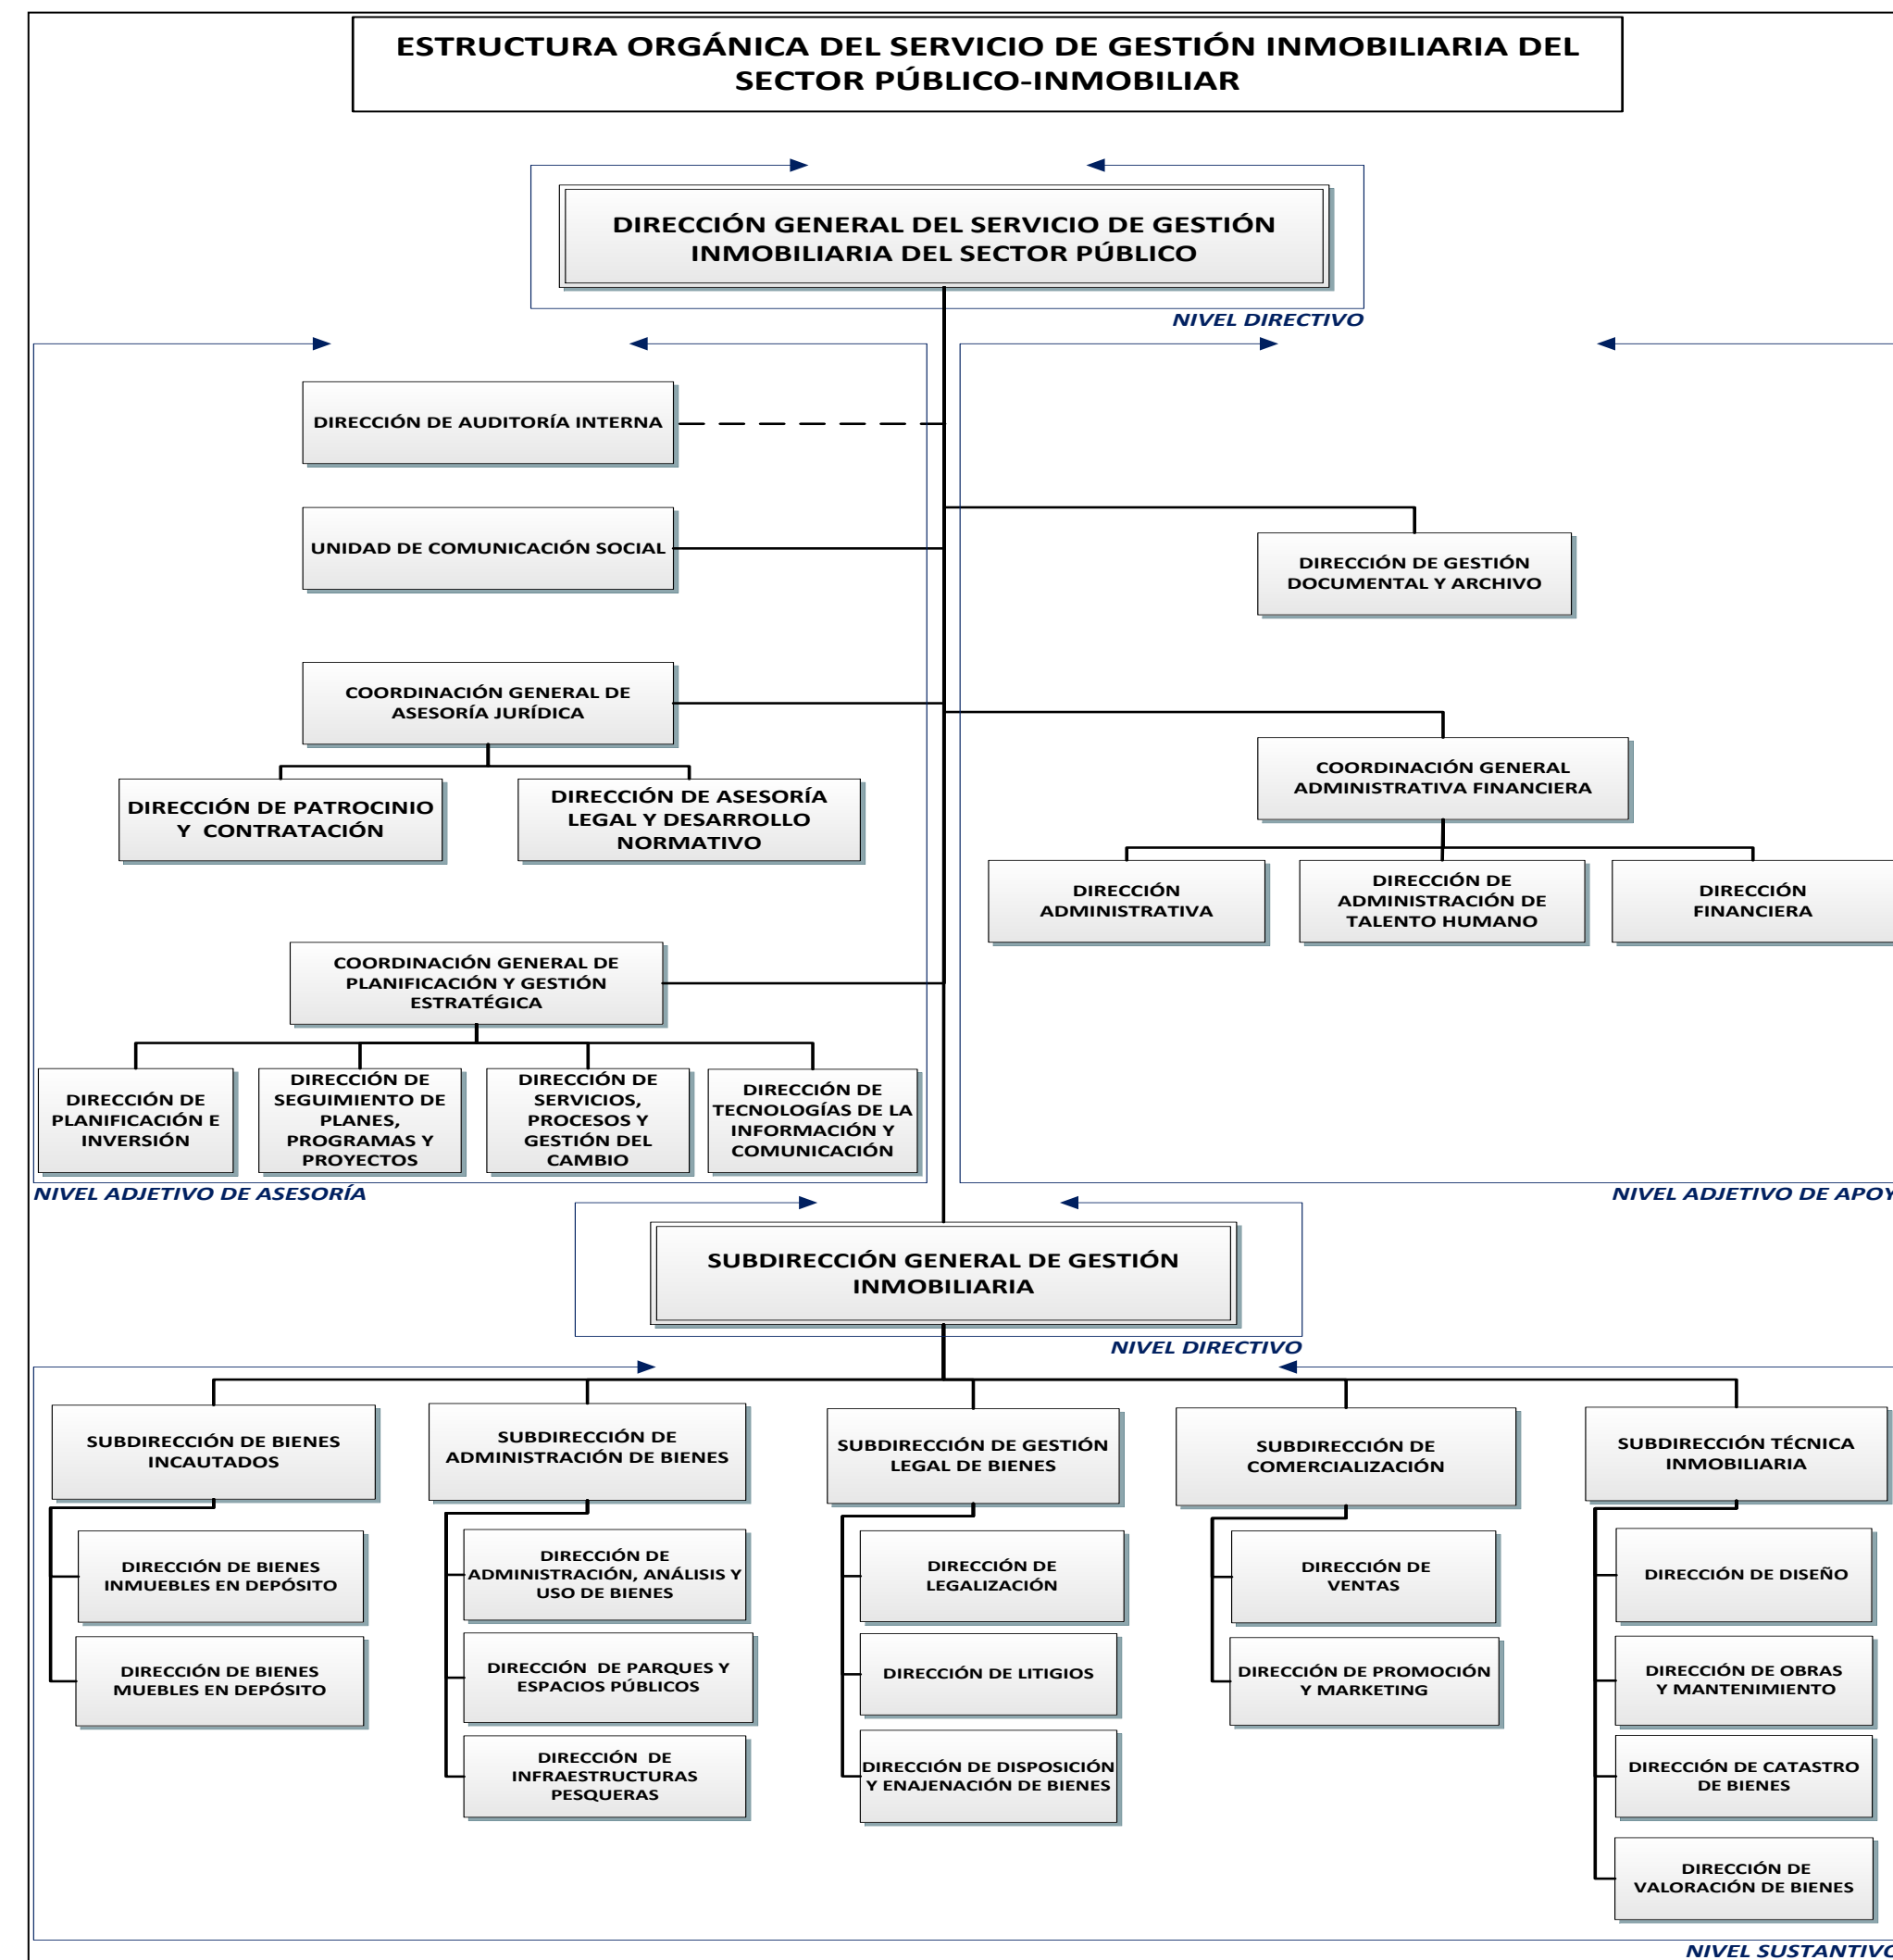 ESTRUCTURA ORGÁNICA DEL SERVICIO DE GESTIÓN INMOBILIARIA DEL
SECTOR PÚBLICO-INMOBILIAR
DIRECCIÓN GENERAL DEL SERVICIO DE GESTIÓN
INMOBILIARIA DEL SECTOR PÚBLICO
NIVEL DIRECTIVO
DIRECCIÓN DE AUDITORÍA INTERNA
UNIDAD DE COMUNICACIÓN SOCIAL
DIRECCIÓN DE GESTIÓN
DOCUMENTAL Y ARCHIVO
COORDINACIÓN GENERAL DE
ASESORÍA JURÍDICA
DIRECCIÓN DE PATROCINIO
Y CONTRATACIÓN
DIRECCIÓN DE ASESORÍA
LEGAL Y DESARROLLO
NORMATIVO
COORDINACIÓN GENERAL
ADMINISTRATIVA FINANCIERA
DIRECCIÓN
ADMINISTRATIVA
DIRECCIÓN DE
ADMINISTRACIÓN DE
TALENTO HUMANO
DIRECCIÓN
FINANCIERA
COORDINACIÓN GENERAL DE
PLANIFICACIÓN Y GESTIÓN
ESTRATÉGICA
DIRECCIÓN DE
PLANIFICACIÓN E
INVERSIÓN
DIRECCIÓN DE
SEGUIMIENTO DE
PLANES,
PROGRAMAS Y
PROYECTOS
DIRECCIÓN DE
SERVICIOS,
PROCESOS Y
GESTIÓN DEL
CAMBIO
DIRECCIÓN DE
TECNOLOGÍAS DE LA
INFORMACIÓN Y
COMUNICACIÓN
NIVEL ADJETIVO DE ASESORÍA
NIVEL ADJETIVO DE APOY
SUBDIRECCIÓN GENERAL DE GESTIÓN
INMOBILIARIA
NIVEL DIRECTIVO
SUBDIRECCIÓN DE BIENES
INCAUTADOS
DIRECCIÓN DE BIENES
INMUEBLES EN DEPÓSITO
DIRECCIÓN DE BIENES
MUEBLES EN DEPÓSITO
SUBDIRECCIÓN DE
ADMINISTRACIÓN DE BIENES
DIRECCIÓN DE
ADMINISTRACIÓN, ANÁLISIS Y
USO DE BIENES
DIRECCIÓN DE PARQUES Y
ESPACIOS PÚBLICOS
DIRECCIÓN DE
INFRAESTRUCTURAS
PESQUERAS
SUBDIRECCIÓN DE GESTIÓN
LEGAL DE BIENES
DIRECCIÓN DE
LEGALIZACIÓN
DIRECCIÓN DE LITIGIOS
DIRECCIÓN DE DISPOSICIÓN
Y ENAJENACIÓN DE BIENES
SUBDIRECCIÓN DE
COMERCIALIZACIÓN
DIRECCIÓN DE
VENTAS
DIRECCIÓN DE PROMOCIÓN
Y MARKETING
SUBDIRECCIÓN TÉCNICA
INMOBILIARIA
DIRECCIÓN DE DISEÑO
DIRECCIÓN DE OBRAS
Y MANTENIMIENTO
DIRECCIÓN DE CATASTRO
DE BIENES
DIRECCIÓN DE
VALORACIÓN DE BIENES
NIVEL SUSTANTIVO